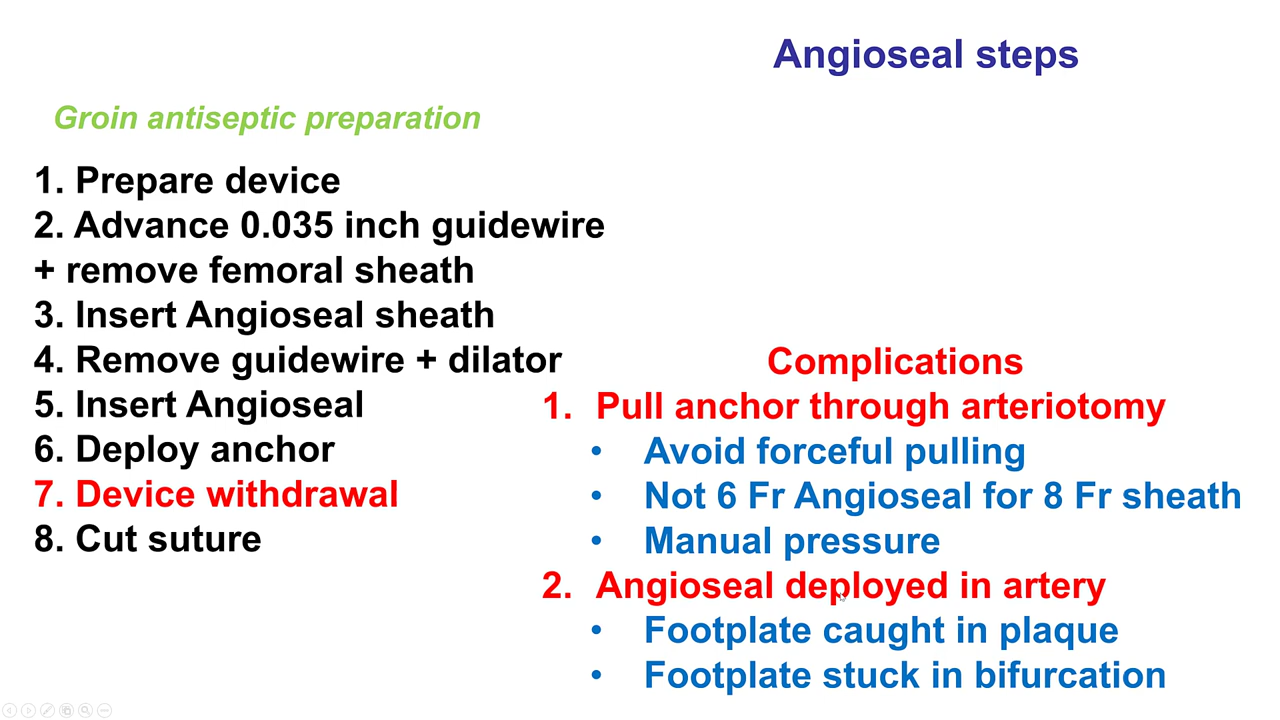 Angioseal steps
Groin antiseptic preparation
1. Prepare device
2. Advance 0.035 inch guidewire
+ remove femoral sheath
3. Insert Angioseal sheath
4. Remove guidewire + dilator
5. Insert Angioseal
6. Deploy anchor
7. Device withdrawal
8. Cut suture
Complications
1. Pull anchor through arteriotomy
• Avoid forceful pulling
• Not 6 Fr Angioseal for 8 Fr sheath
• Manual pressure
2. Angioseal deployed in artery
• Footplate caught in plaque
• Footplate stuck in bifurcation